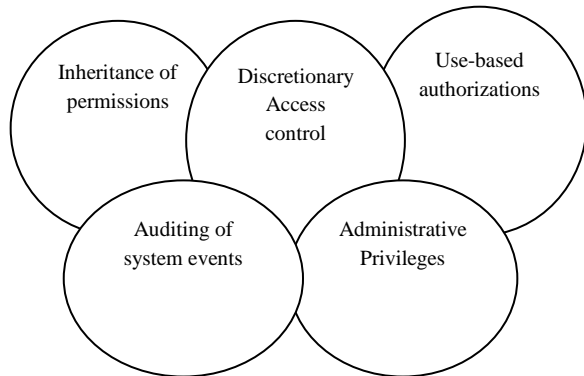 Inheritance of
permissions
Discretionary
Access
control
Use-based
authorizations
Auditing of
system events
Administrative
Privileges